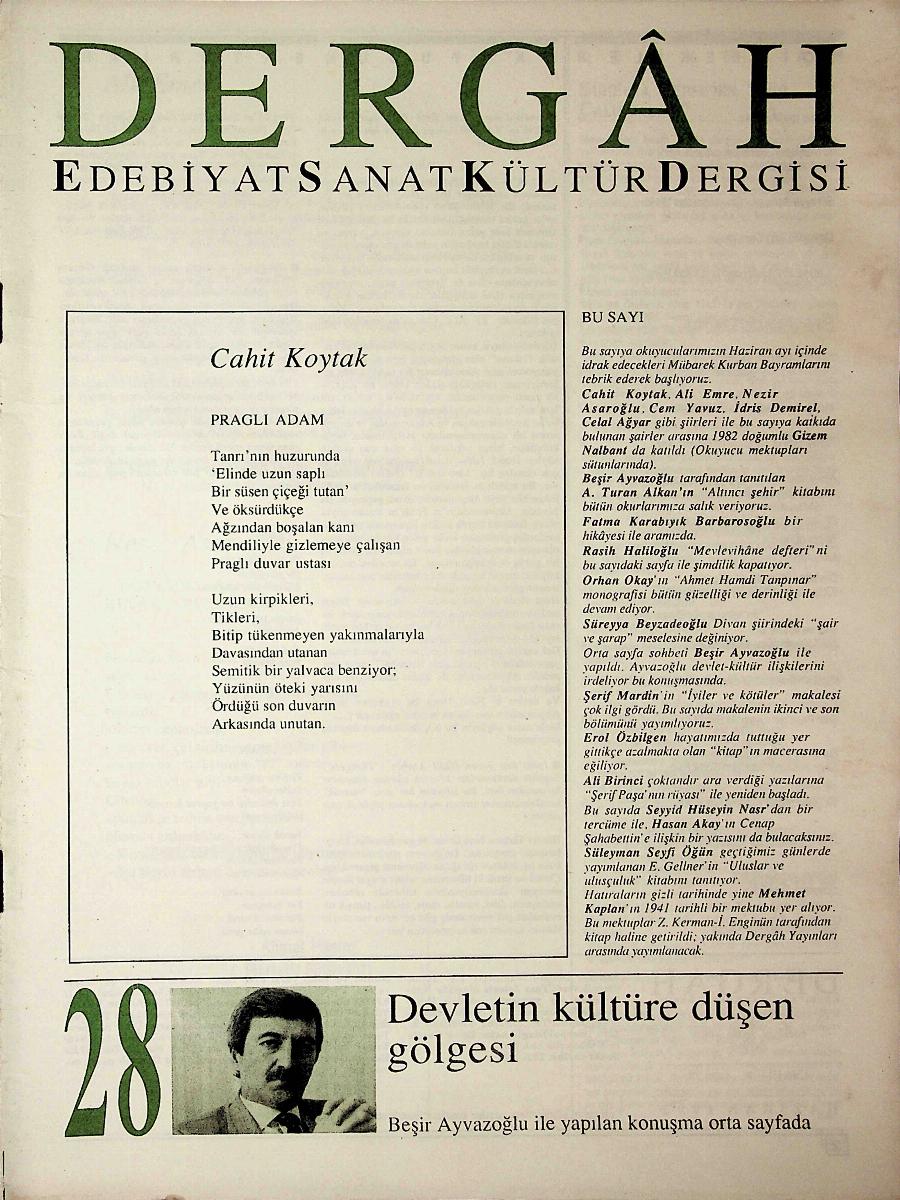 DERGÂH
EDEBİYATSANATKÜLTÜRDERGİSİ
Cahit Koytak
PRAGLI ADAM
Tanrı'nın huzurunda
'Elinde uzun saplı
Bir süsen çiçeği tutan'
Ve öksürdükçe
Ağzından boşalan kanı
Mendiliyle gizlemeye çalışan
Praglı duvar ustası
Uzun kirpikleri,
Tikleri,
Bitip tükenmeyen yakınmalarıyla
Davasından utanan
Semitik bir yalvaca benziyor;
Yüzünün öteki yarısını
Ördüğü son duvarın
Arkasında unutan.
BU SAYI
Bu sayıya okuyucularımızın Haziran ayı içinde
idrak edecekleri Mübarek Kurban Bayramlarını
tebrik ederek başlıyoruz.
Cahit Koytak, Ali Emre, Nezir
Asaroğlu, Cem Yavuz, İdris Demirel,
Celal Ağyar gibi şiirleri ile bu sayıya katkıda
bulunan şairler arasına 1982 doğumlu Gizem
Nalbant da katıldı (Okuyucu mektupları
sütunlarında).
Beşir Ayvazoğlu tarafından tanıtılan
A. Turan Alkan'ın "Altıncı şehir" kitabını
bütün okurlarımıza salık veriyoruz.
Fatma Karabıyık Barbarosoğlu bir
hikâyesi ile aramızda.
Rasih Haliloğlu "Mevlevihâne defteri"ni
bu sayıdaki sayfa ile şimdilik kapatıyor.
Orhan Okay'ın "Ahmet Hamdi Tanpınar"
monografisi bütün güzelliği ve derinliği ile
devam ediyor.
Süreyya Beyzadeoğlu Divan şiirindeki "şair
ve şarap" meselesine değiniyor.
Orta sayfa sohbeti Beşir Ayvazoğlu ile
yapıldı. Ayvazoğlu devlet-kültür ilişkilerini
irdeliyor bu konuşmasında.
Şerif Mardin'in "İyiler ve kötüler" makalesi
çok ilgi gördü. Bu sayıda makalenin ikinci ve son
bölümünü yayımlıyoruz.
Erol Özbilgen hayatımızda tuttuğu yer
gittikçe azalmakta olan "kitap"ın macerasına
eğiliyor.
Ali Birinci çoktandır ara verdiği yazılarına
"Şerif Paşa'nın rüyası" ile yeniden başladı.
Bu sayıda Seyyid Hüseyin Nasr'dan bir
tercüme ile, Hasan Akay'ın Cenap
Şahabettin'e ilişkin bir yazısını da bulacaksınız.
Süleyman Seyfi Öğün geçtiğimiz günlerde
yayımlanan E. Gellner'in "Uluslar ve
ulusçuluk" kitabını tanıtıyor.
Hatıraların gizli tarihinde yine Mehmet
Kaplan'ın 1941 tarihli bir mektubu yer alıyor.
Bu mektuplar Z. Kerman-İ. Enginün tarafından
kitap haline getirildi; yakında Dergâh Yayınları
arasında yayımlanacak.
28
Devletin kültüre düşen
gölgesi
Beşir Ayvazoğlu ile yapılan konuşma orta sayfada